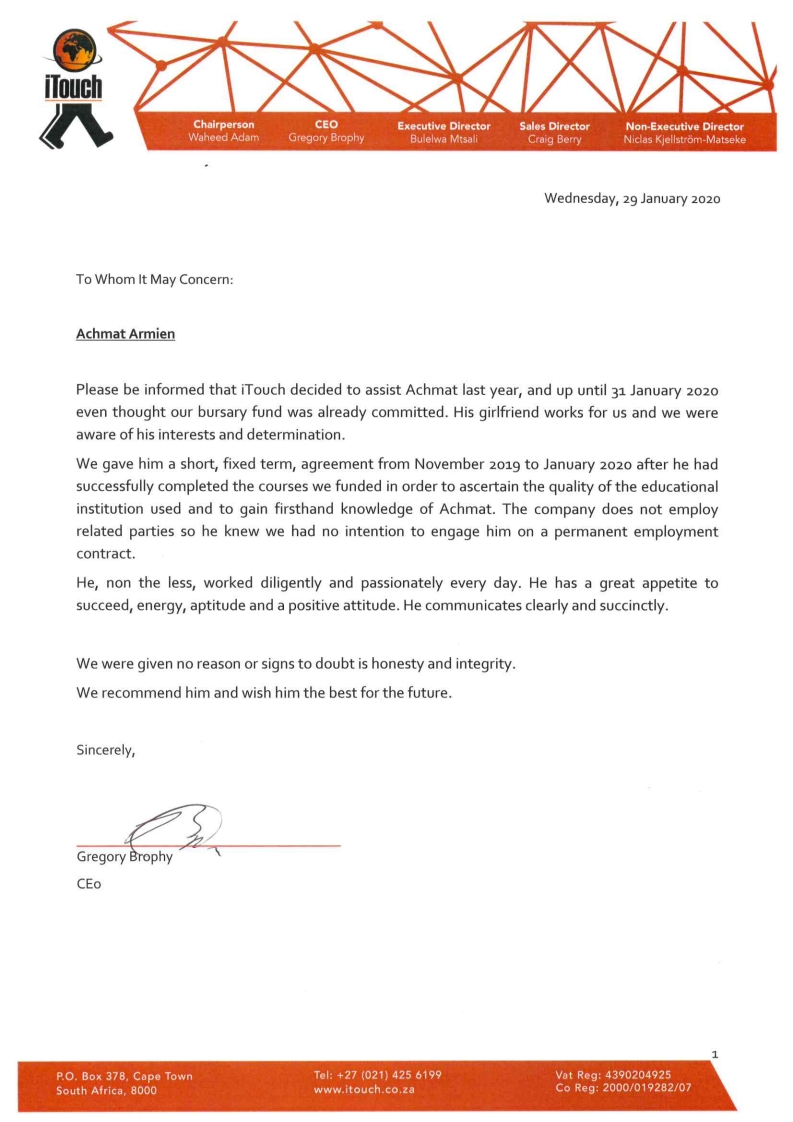 iTouch
Chairperson
Waheed Adam
CEO
Gregory Brophy
Executive Director
Bulelwa Mtsali
Sales Director
Craig Berry
Non-Executive Director
Niclas Kjellström-Matseke
Wednesday, 29 January 2020
To Whom It May Concern:
Achmat Armien
Please be informed that iTouch decided to assist Achmat last year, and up until 31 January 2020
even thought our bursary fund was already committed. His girlfriend works for us and we were
aware of his interests and determination.
We gave him a short, fixed term, agreement from November 2019 to January 2020 after he had
successfully completed the courses we funded in order to ascertain the quality of the educational
institution used and to gain firsthand knowledge of Achmat. The company does not employ
related parties so he knew we had no intention to engage him on a permanent employment
contract.
He, non the less, worked diligently and passionately every day. He has a great appetite to
succeed, energy, aptitude and a positive attitude. He communicates clearly and succinctly.
We were given no reason or signs to doubt is honesty and integrity.
We recommend him and wish him the best for the future.
Sincerely,
Gregory Brophy
CEo
1
P.O. Box 378, Cape Town
South Africa, 8000
Tel: +27 (021) 425 6199
www.itouch.co.za
Vat Reg: 4390204925
Co Reg: 2000/019282/07